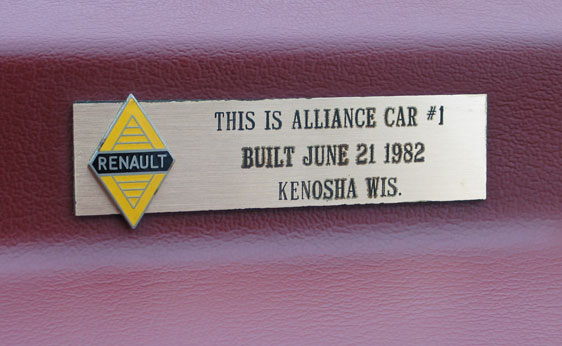 RENAULT
THIS IS ALLIANCE CAR #1
BUILT JUNE 21 1982
KENOSHA WIS.